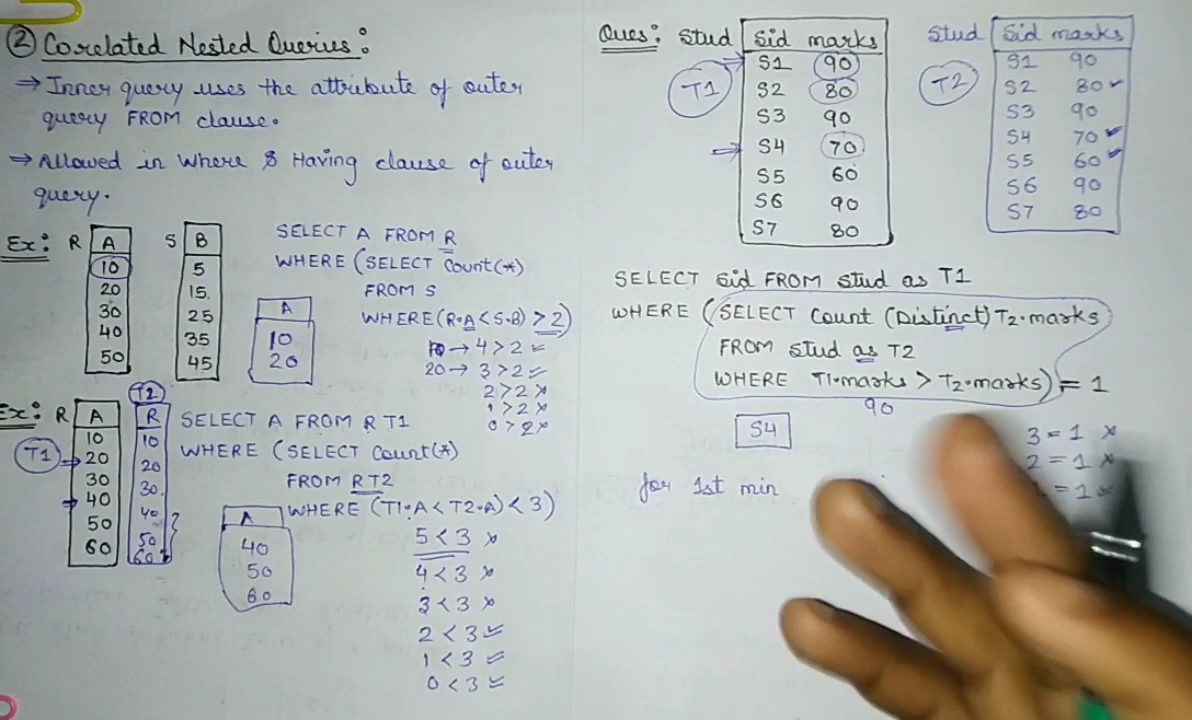 ② Corelated Nested Queries :
→ Inner query uses the attribute of outer
query FROM clause.
→ Allowed in Where & Having clause of outer
query.
Ex: R A S B
10 5
20 15.
30 25
40 35
50 45
SELECT A FROM R
WHERE (SELECT Count(*)
FROM S
WHERE (R.A < S.B) > 2)
A
10
20
10 → 4 > 2 ✓
20 → 3 > 2 ✓
2 > 2 ×
1 > 2 ×
0 > 2 ×
Ex: R A
T1
10
20
30
40
50
60
T2
R
10
20
30.
40
50
60
SELECT A FROM R T1
WHERE (SELECT Count(*)
FROM R T2
WHERE (T1.A < T2.A) < 3)
A
40
50
60
5 < 3 ×
4 < 3 ×
3 < 3 ×
2 < 3 ✓
1 < 3 ✓
0 < 3 ✓
Ques: Stud Sid marks
T1
S1 90
S2 80
S3 90
S4 70
S5 60
S6 90
S7 80
Stud Sid marks
T2
S1 90
S2 80 ✓
S3 90
S4 70 ✓
S5 60 ✓
S6 90
S7 80
SELECT Sid FROM Stud as T1
WHERE (SELECT Count (Distinct) T2.marks
FROM Stud as T2
WHERE T1.marks > T2.marks) = 1
90
S4
3 = 1 ×
2 = 1 ×
= 1 ✓
for 1st min